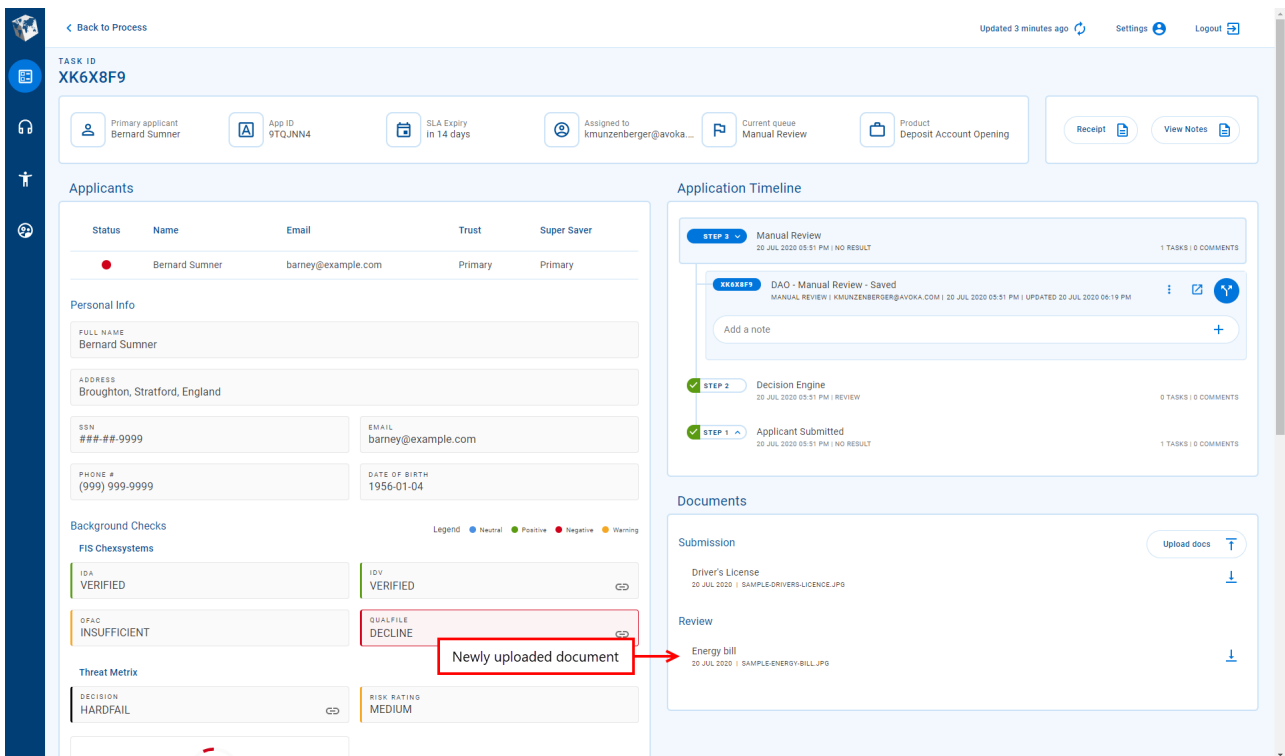 Back to Process
Updated 3 minutes ago
Settings
Logout
TASK ID
XK6X8F9
Primary applicant
Bernard Sumner
App ID
9TQJNN4
SLA Expiry
in 14 days
Assigned to
kmunzenberger@avoka....
Current queue
Manual Review
Product
Deposit Account Opening
Receipt
View Notes
Applicants
Status Name Email Trust Super Saver
Bernard Sumner barney@example.com Primary Primary
Personal Info
FULL NAME
Bernard Sumner
ADDRESS
Broughton, Stratford, England
SSN
###-##-9999
EMAIL
barney@example.com
PHONE #
(999) 999-9999
DATE OF BIRTH
1956-01-04
Background Checks
Legend Neutral Positive Negative Warning
FIS Chexsystems
IDA
VERIFIED
IDV
VERIFIED
OFAC
INSUFFICIENT
QUALFILE
DECLINE
Threat Metrix
DECISION
HARDFAIL
RISK RATING
MEDIUM
Application Timeline
STEP 3 Manual Review
20 JUL 2020 05:51 PM | NO RESULT
1 TASKS | 0 COMMENTS
XK6X8F9 DAO - Manual Review - Saved
MANUAL REVIEW | KMUNZENBERGER@AVOKA.COM | 20 JUL 2020 05:51 PM | UPDATED 20 JUL 2020 06:19 PM
Add a note
STEP 2 Decision Engine
20 JUL 2020 05:51 PM | REVIEW
0 TASKS | 0 COMMENTS
STEP 1 Applicant Submitted
20 JUL 2020 05:51 PM | NO RESULT
1 TASKS | 0 COMMENTS
Documents
Submission
Upload docs
Driver's License
20 JUL 2020 | SAMPLE-DRIVERS-LICENCE.JPG
Review
Newly uploaded document
Energy bill
20 JUL 2020 | SAMPLE-ENERGY-BILL.JPG